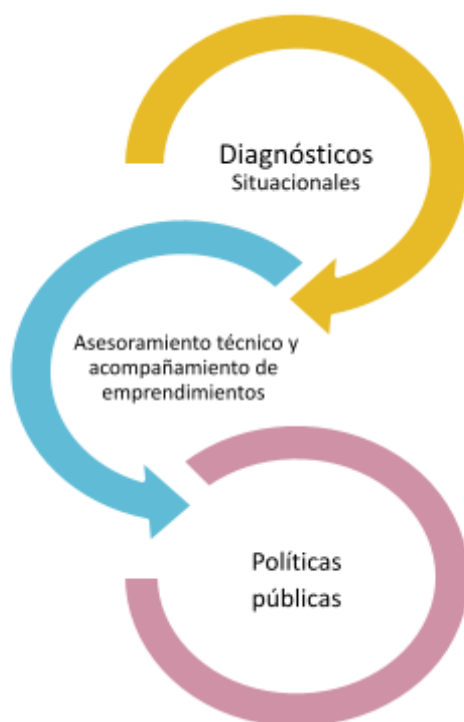 Diagnósticos
Situacionales
Asesoramiento técnico y
acompañamiento de
emprendimientos
Políticas
públicas